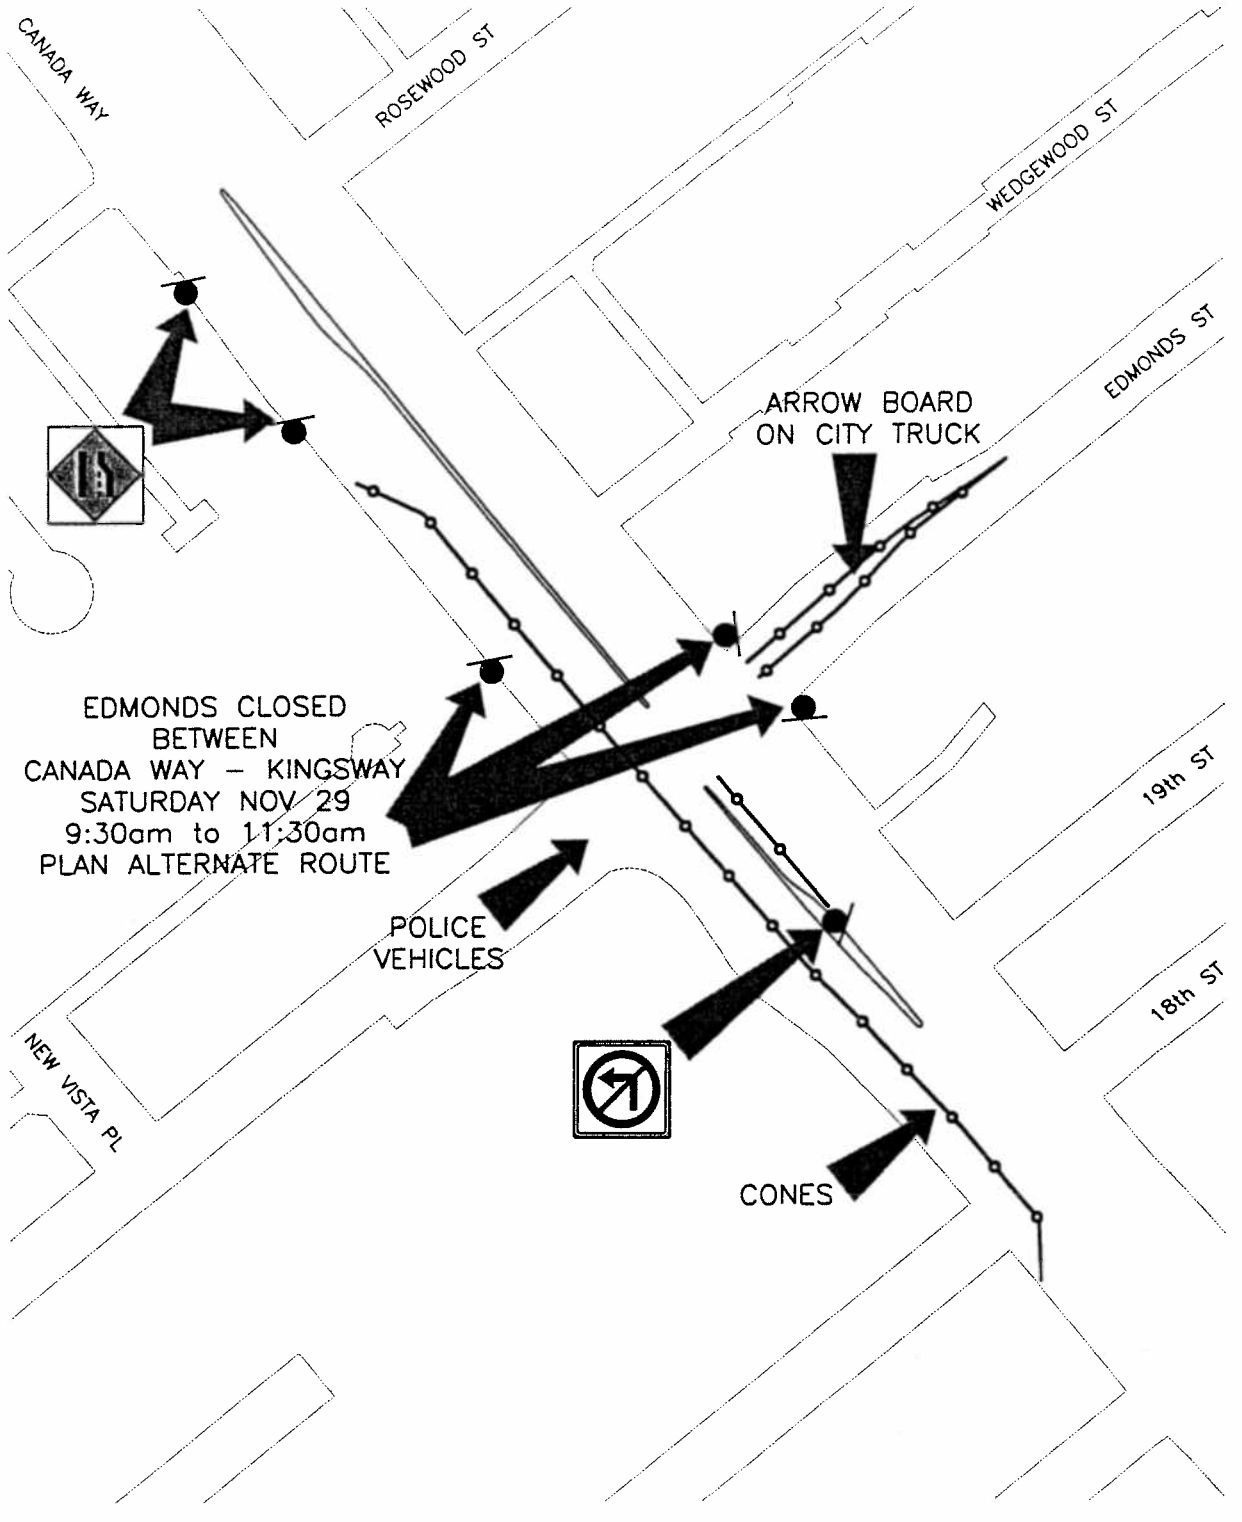 CANADA WAY
ROSEWOOD ST
WEDGEWOOD ST
EDMONDS ST
ARROW BOARD
ON CITY TRUCK
EDMONDS CLOSED
BETWEEN
CANADA WAY – KINGSWAY
SATURDAY NOV 29
9:30am to 11:30am
PLAN ALTERNATE ROUTE
19th ST
POLICE
VEHICLES
18th ST
NEW VISTA PL
CONES